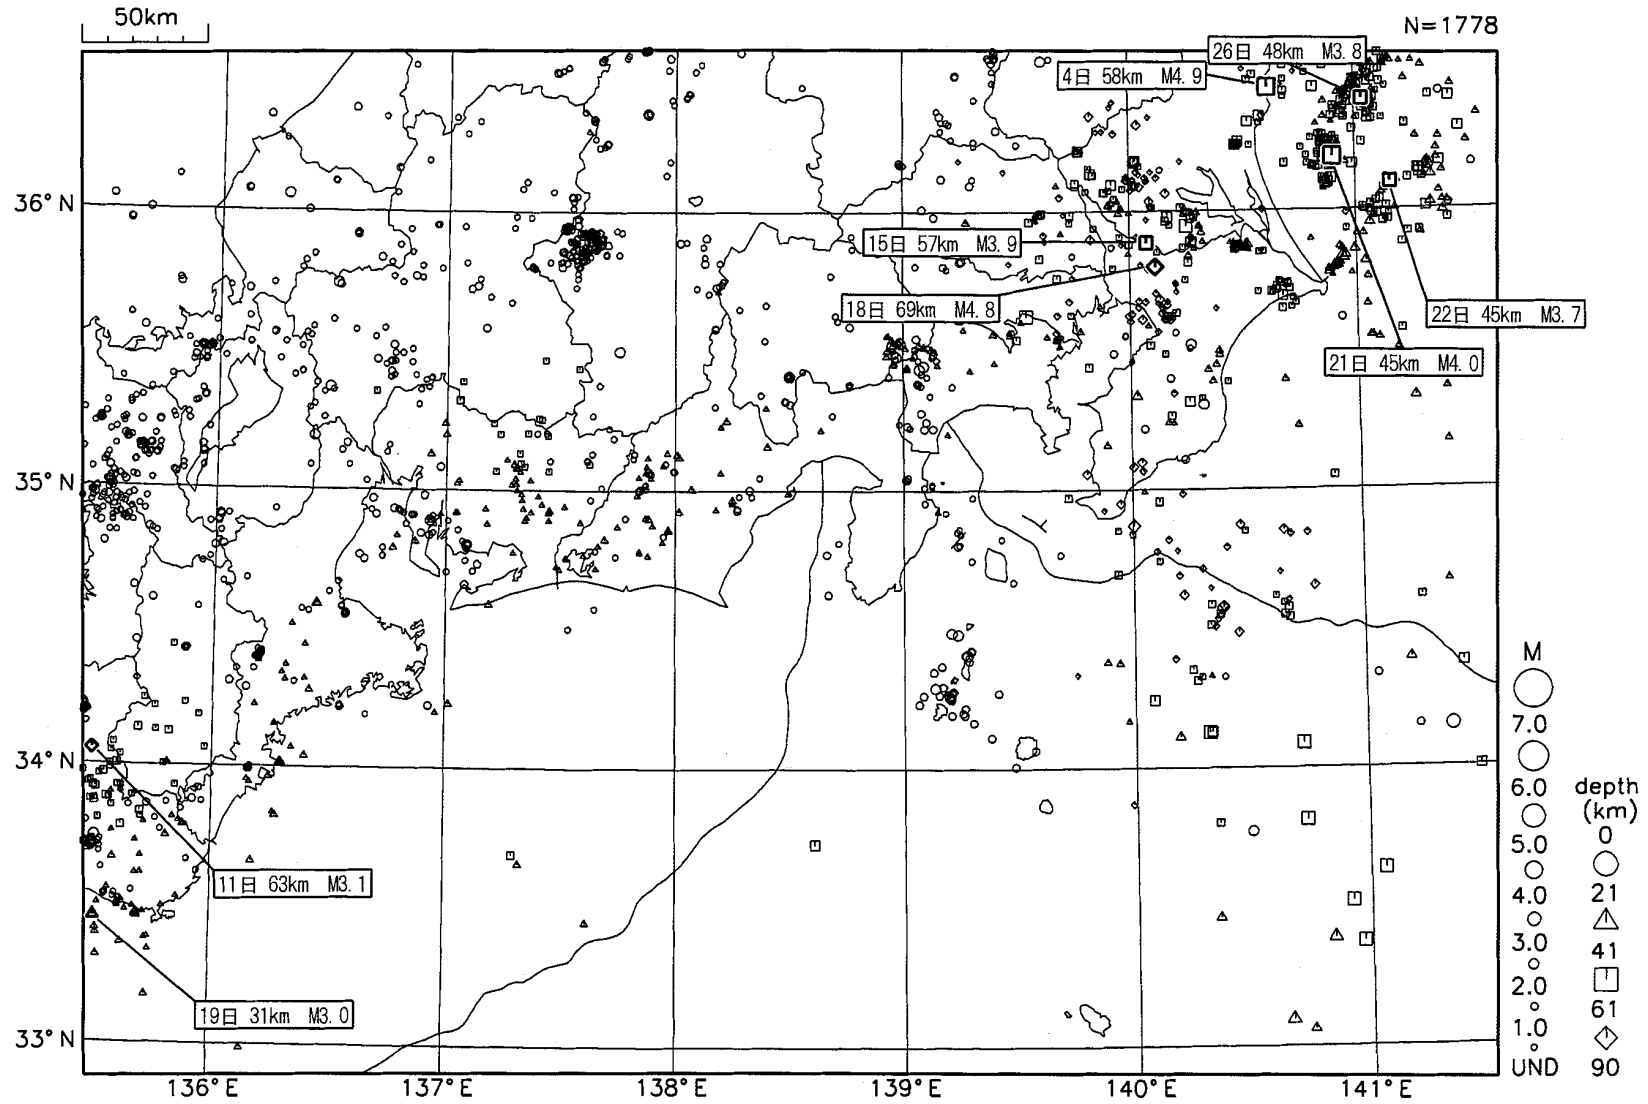 50km
N=1778
26日 48km M3.8
4日 58km M4.9
36°N
15日 57km M3.9
18日 69km M4.8
22日 45km M3.7
21日 45km M4.0
35°N
34°N
11日 63km M3.1
19日 31km M3.0
33°N
136°E
137°E
138°E
139°E
140°E
141°E
M
7.0
6.0
5.0
4.0
3.0
2.0
1.0
UND
depth
(km)
0
21
41
61
90